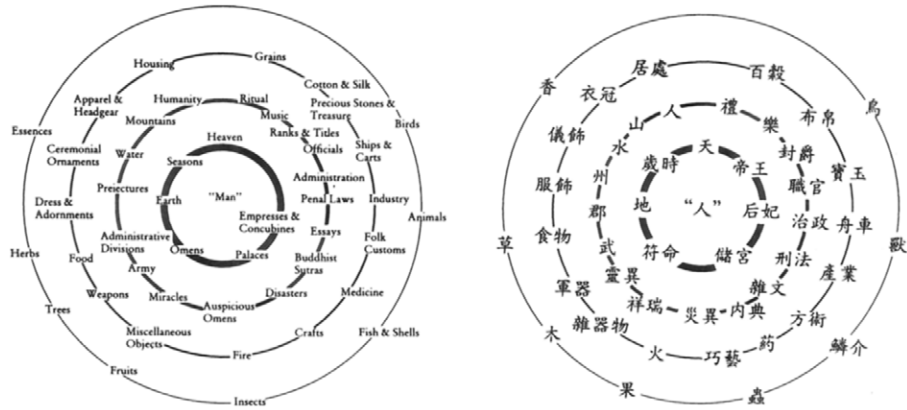 Housing
Grains
Apparel &
Headgear
Humanity
Ritual
Cotton & Silk
Mountains
Music
Precious Stones &
Treasure
Essences
Birds
Ceremonial
Ornaments
Water
Seasons
Heaven
Ranks & Titles
Officials
Ships &
Carts
Administration
Dress &
Adornments
Prejectures
Earth
"Man"
Empresses &
Concubines
Penal Laws
Industry
Animals
Essays
Folk
Customs
Herbs
Food
Administrative
Divisions
Omens
Palaces
Buddhist
Sutras
Army
Weapons
Miracles
Auspicious
Omens
Disasters
Medicine
Trees
Miscellaneous
Objects
Fire
Crafts
Fish & Shells
Fruits
Insects
香
居處
百穀
鳥
衣冠
山
人
禮
樂
布帛
儀飾
水
歲時
天
帝王
封爵
寶玉
服飾
州
地
“人”
后妃
職官
舟車
草
食物
郡
治政
獸
武
符命
儲宮
刑法
產業
軍器
靈異
雜文
祥瑞
災異
内典
方術
木
雜器物
火
巧藝
药
鱗介
果
蟲